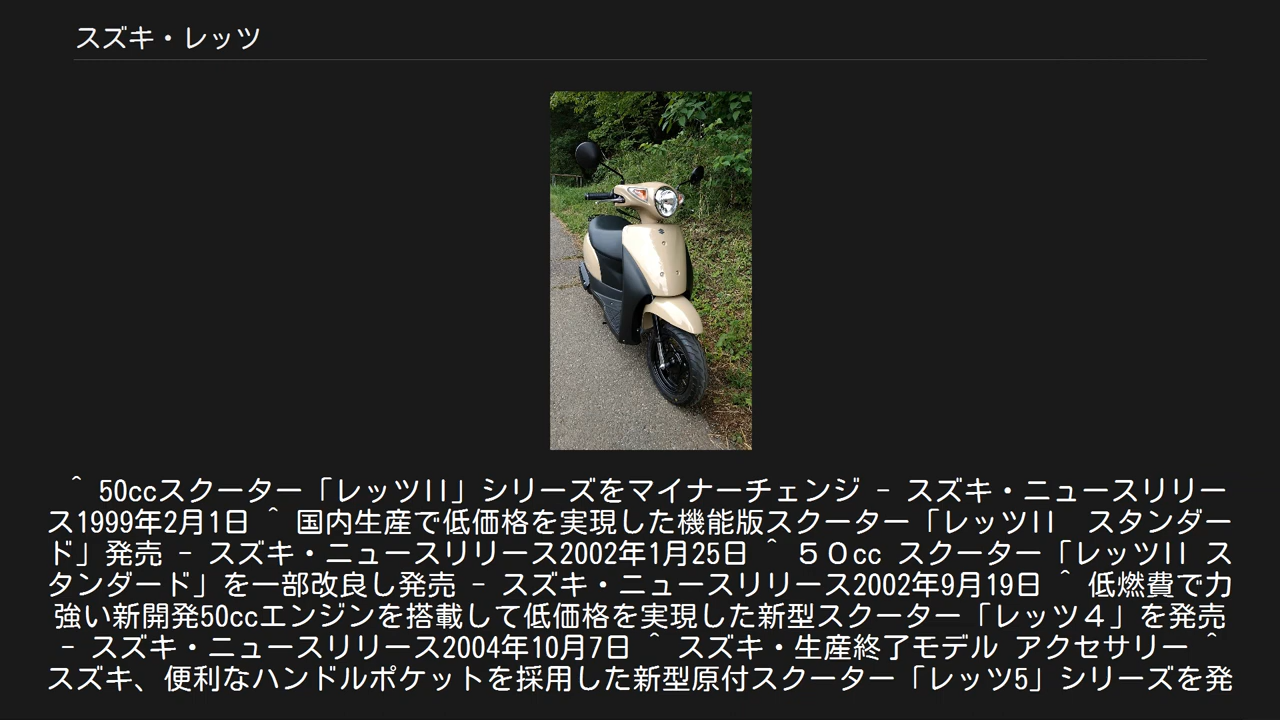 スズキ・レッツ
^ 50ccスクーター「レッツII」シリーズをマイナーチェンジ - スズキ・ニュースリリー
ス1999年2月1日 ^ 国内生産で低価格を実現した機能版スクーター「レッツII　スタンダー
ド」発売 - スズキ・ニュースリリース2002年1月25日 ^ ５０cc スクーター「レッツII ス
タンダード」を一部改良し発売 - スズキ・ニュースリリース2002年9月19日 ^ 低燃費で力
強い新開発50ccエンジンを搭載して低価格を実現した新型スクーター「レッツ４」を発売
- スズキ・ニュースリリース2004年10月7日 ^ スズキ・生産終了モデル アクセサリー ^
スズキ、便利なハンドルポケットを採用した新型原付スクーター「レッツ5」シリーズを発